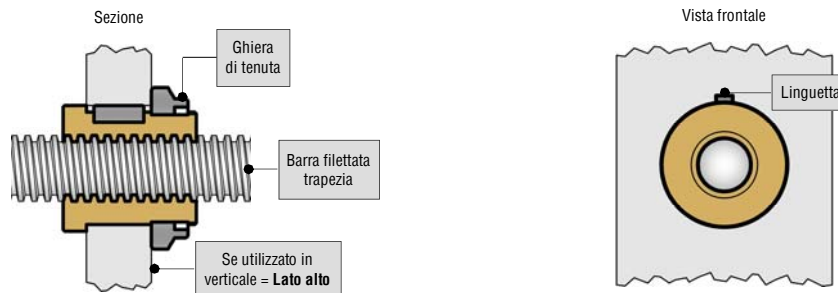 Sezione
Vista frontale
Ghiera
di tenuta
Linguetta
Barra filettata
trapezia
Se utilizzato in
verticale = Lato alto